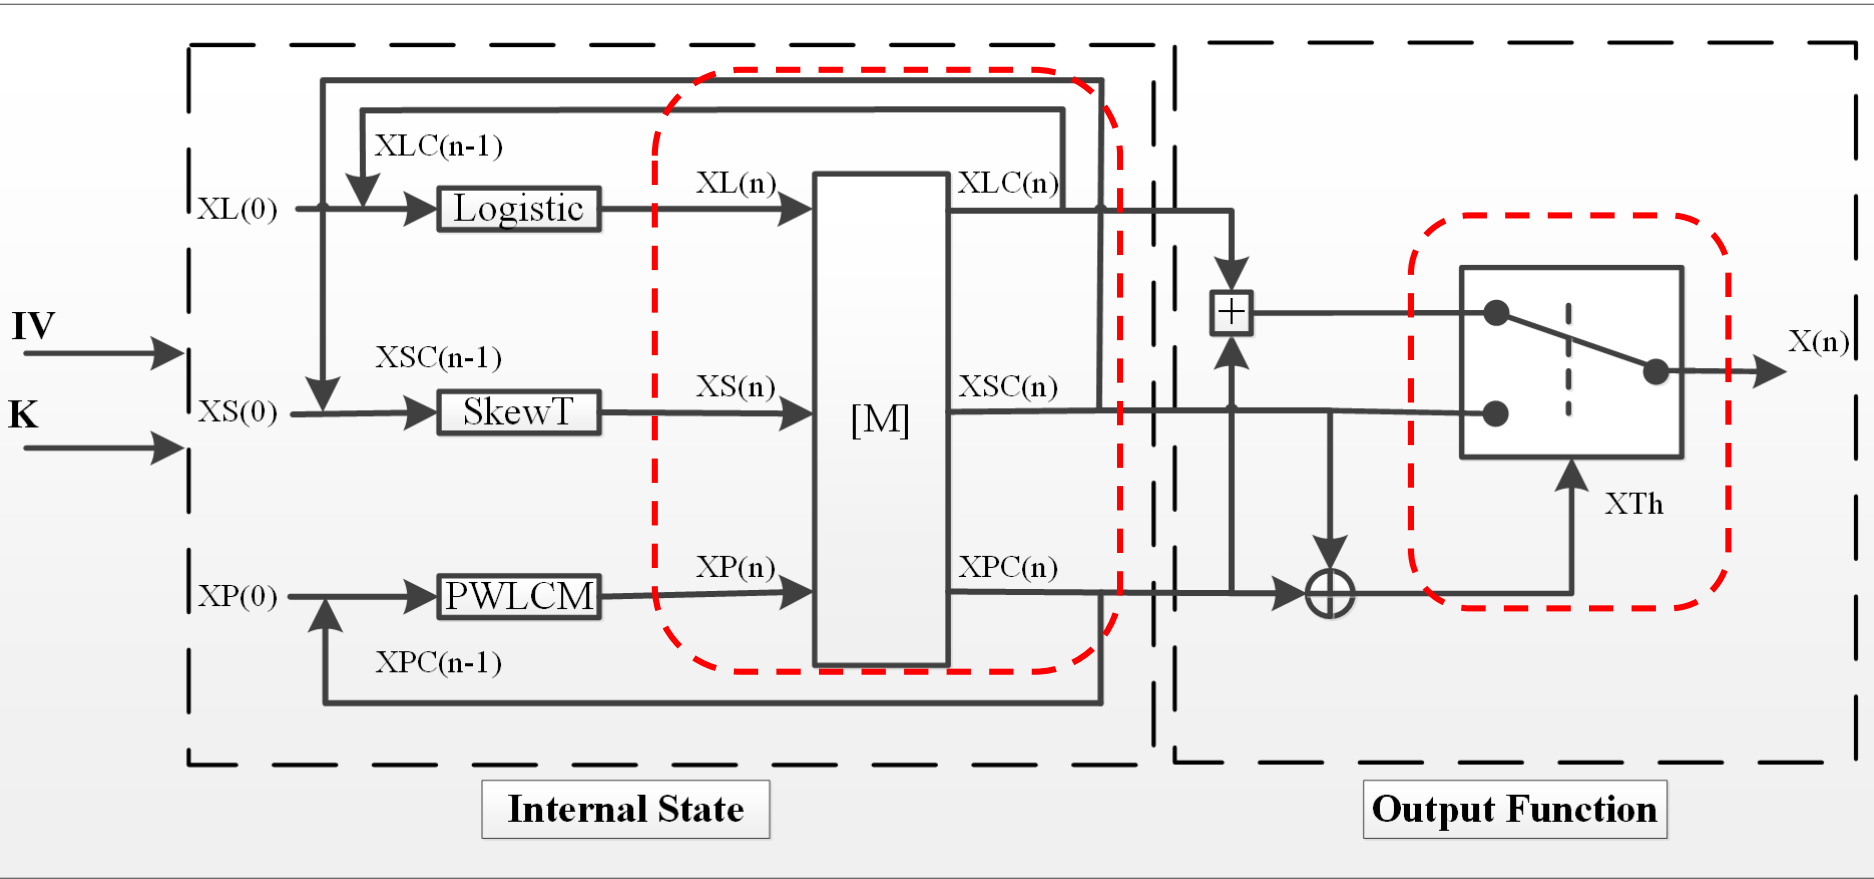 XLC(n-1)
XL(0)
Logistic
XL(n)
XLC(n)
IV
+
X(n)
XSC(n-1)
K
XS(0)
SkewT
XS(n)
[M]
XSC(n)
XTh
XP(0)
PWLCM
XP(n)
XPC(n)
XPC(n-1)
Internal State
Output Function